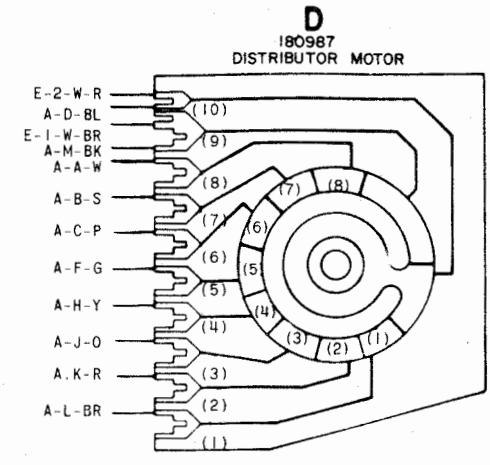 D
180987
DISTRIBUTOR MOTOR
E-2-W-R
(10)
A-D-BL
E-1-W-BR
(9)
A-M-BK
A-A-W
(8)
A-B-S
(7)
A-C-P
(6)
A-F-G
(5)
A-H-Y
(4)
A-J-O
(3)
A.K-R
(2)
A-L-BR
(1)
(8)
(7)
(6)
(5)
(4)
(3)
(2)
(1)